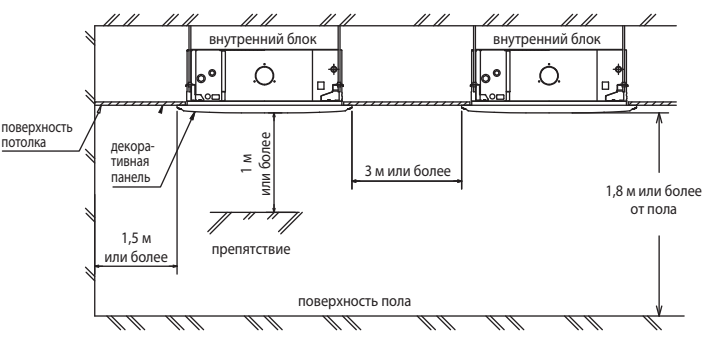 внутренний блок
внутренний блок
поверхность
потолка
декора-
тивная
панель
1 м
или более
3 м или более
1,8 м или более
от пола
1,5 м
или более
препятствие
поверхность пола